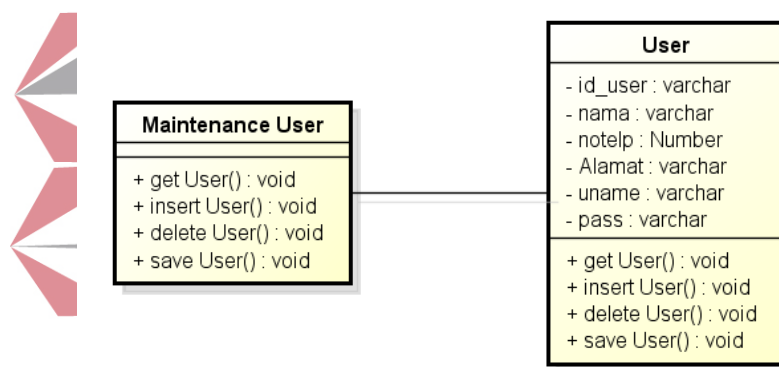 Maintenance User
+ get User() : void
+ insert User() : void
+ delete User() : void
+ save User() : void
User
- id_user : varchar
- nama : varchar
- notelp : Number
- Alamat : varchar
- uname : varchar
- pass : varchar
+ get User() : void
+ insert User() : void
+ delete User() : void
+ save User() : void